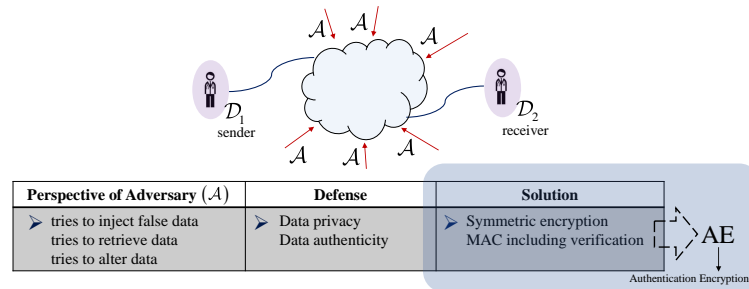 𝒜 𝒜 𝒜
𝒟1
sender
𝒟2
receiver
𝒜 𝒜 𝒜
Perspective of Adversary (𝒜) Defense Solution
➢ tries to inject false data ➢ Data privacy ➢ Symmetric encryption
tries to retrieve data Data authenticity MAC including verification
tries to alter data
AE
Authentication Encryption